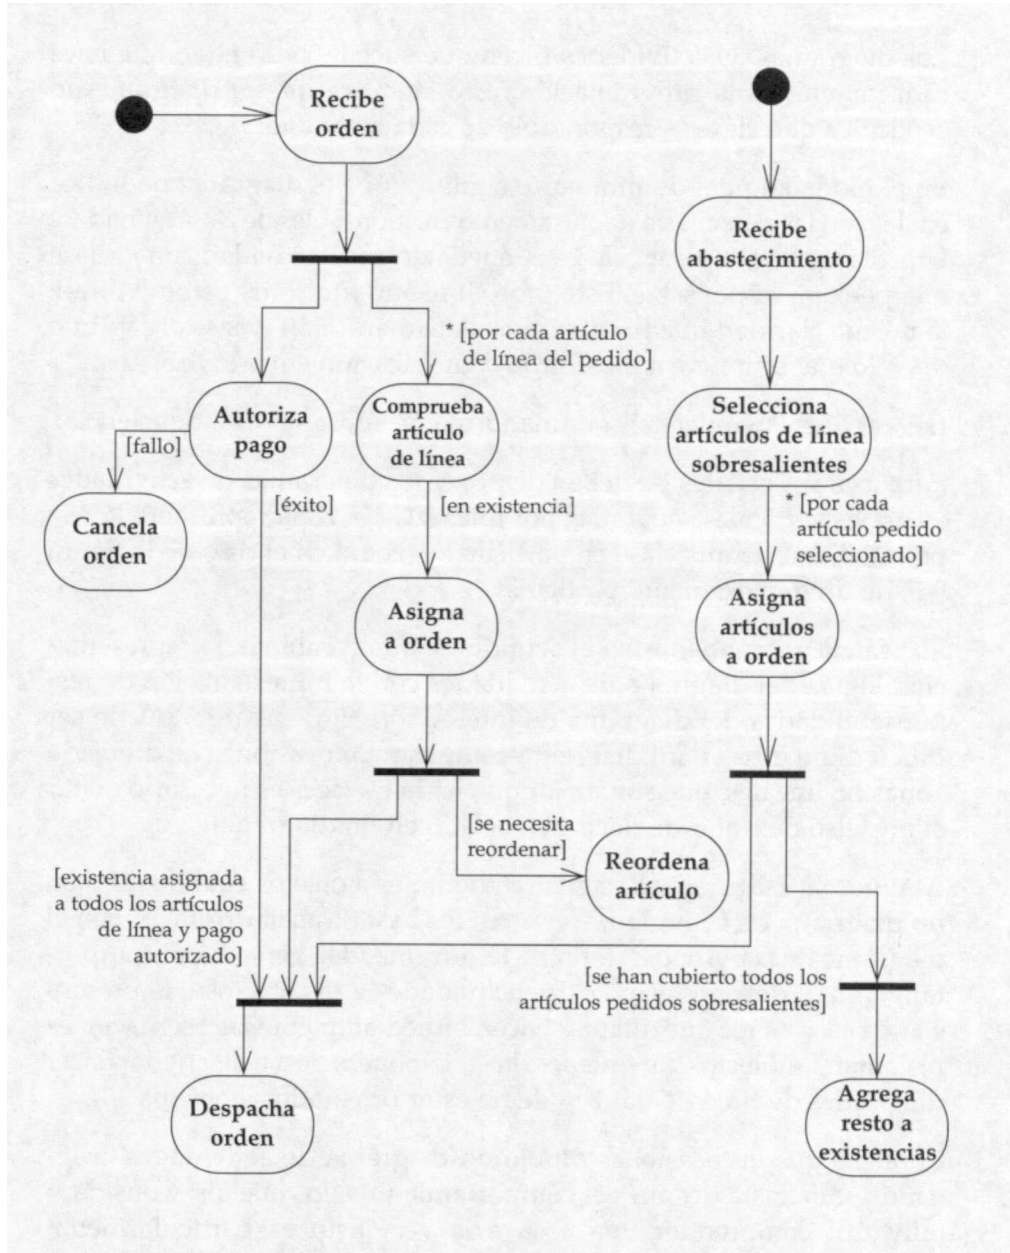 Recibe
orden
Recibe
abastecimiento
* [por cada artículo
de línea del pedido]
Autoriza
pago
Comprueba
artículo
de línea
Selecciona
artículos de línea
sobresalientes
[fallo]
[éxito]
[en existencia]
* [por cada
artículo pedido
seleccionado]
Cancela
orden
Asigna
a orden
Asigna
artículos
a orden
[se necesita
reordenar]
Reordena
artículo
[existencia asignada
a todos los artículos
de línea y pago
autorizado]
[se han cubierto todos los
artículos pedidos sobresalientes]
Despacha
orden
Agrega
resto a
existencias